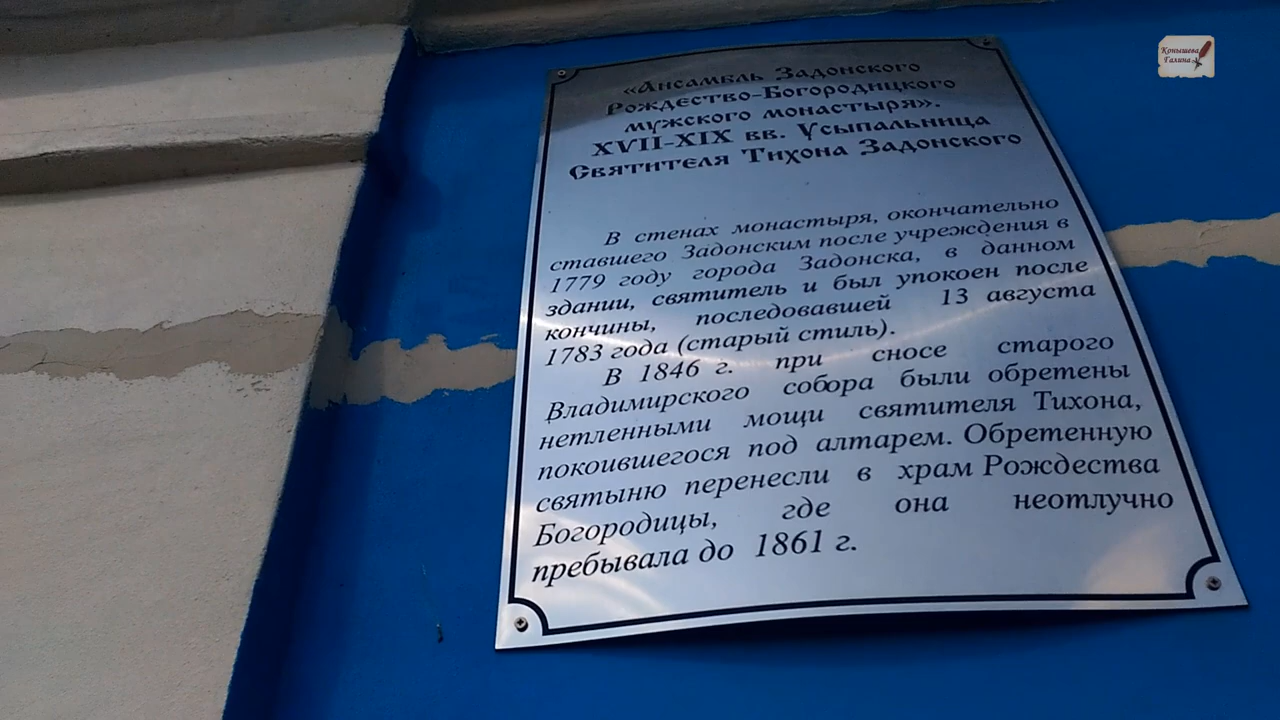 «Ансамбль Задонского
Рождество-Богородицкого
мужского монастыря».
XVII-XIX вв. Усыпальница
Святителя Тихона Задонского
В стенах монастыря, окончательно
ставшего Задонским после учреждения в
1779 году города Задонска, в данном
здании, святитель и был упокоен после
кончины, последовавшей 13 августа
1783 года (старый стиль).
В 1846 г. при сносе старого
Владимирского собора были обретены
нетленными мощи святителя Тихона,
покоившегося под алтарем. Обретенную
святыню перенесли в храм Рождества
Богородицы, где она неотлучно
пребывала до 1861 г.
Конышева
Галина